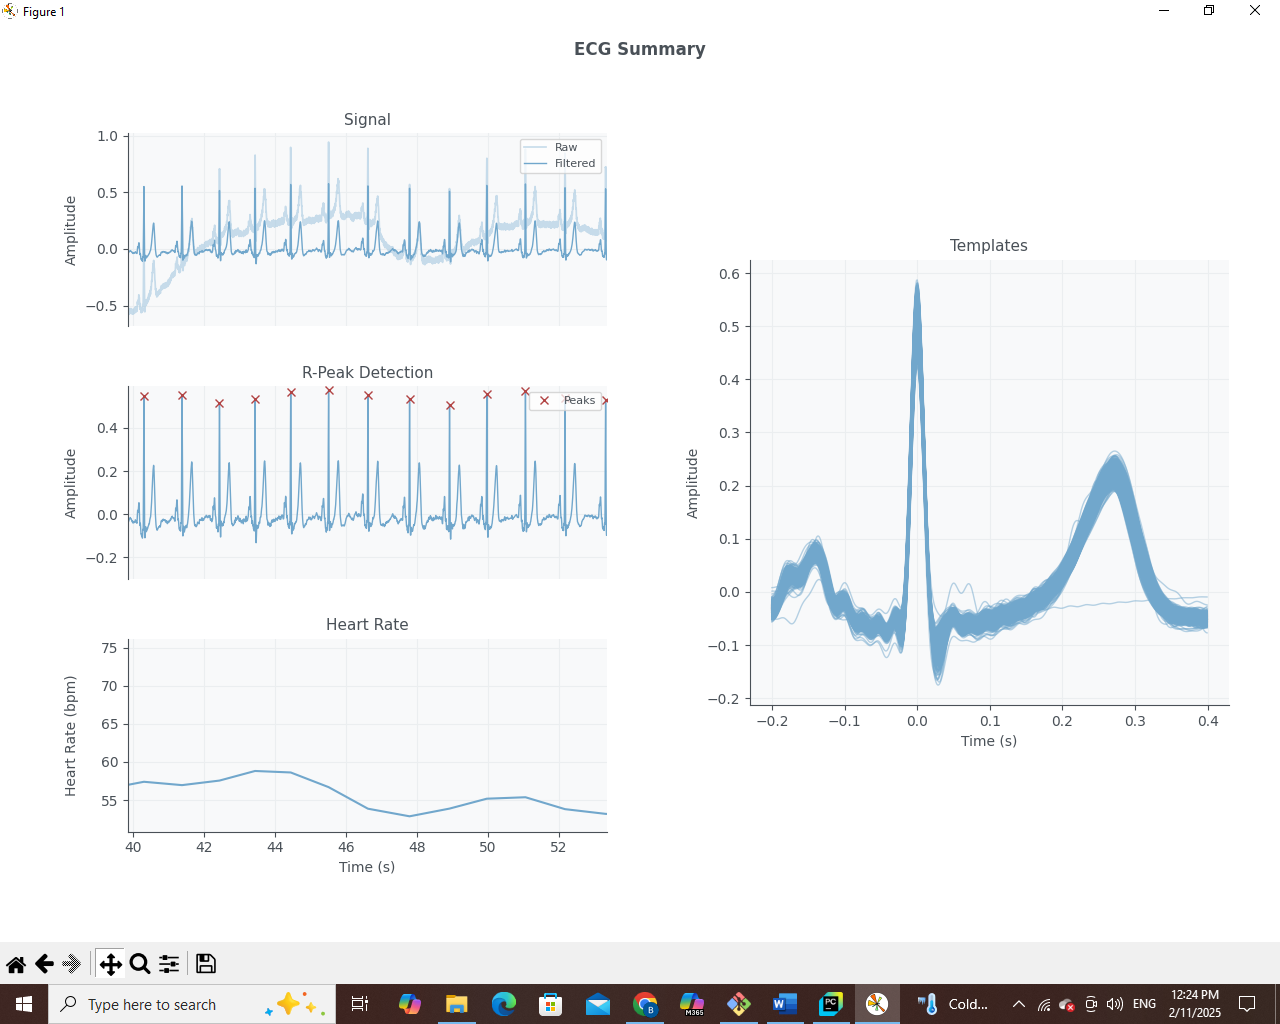 Figure 1
ECG Summary
Signal
1.0
0.5
0.0
−0.5
Amplitude
Raw
Filtered
R-Peak Detection
0.4
0.2
0.0
−0.2
Amplitude
Peaks
Heart Rate
75
70
65
60
55
Heart Rate (bpm)
40 42 44 46 48 50 52
Time (s)
Templates
0.6
0.5
0.4
0.3
0.2
0.1
0.0
−0.1
−0.2
Amplitude
−0.2 −0.1 0.0 0.1 0.2 0.3 0.4
Time (s)
Type here to search
M365
B
W
PC
Cold...
ENG
12:24 PM
2/11/2025